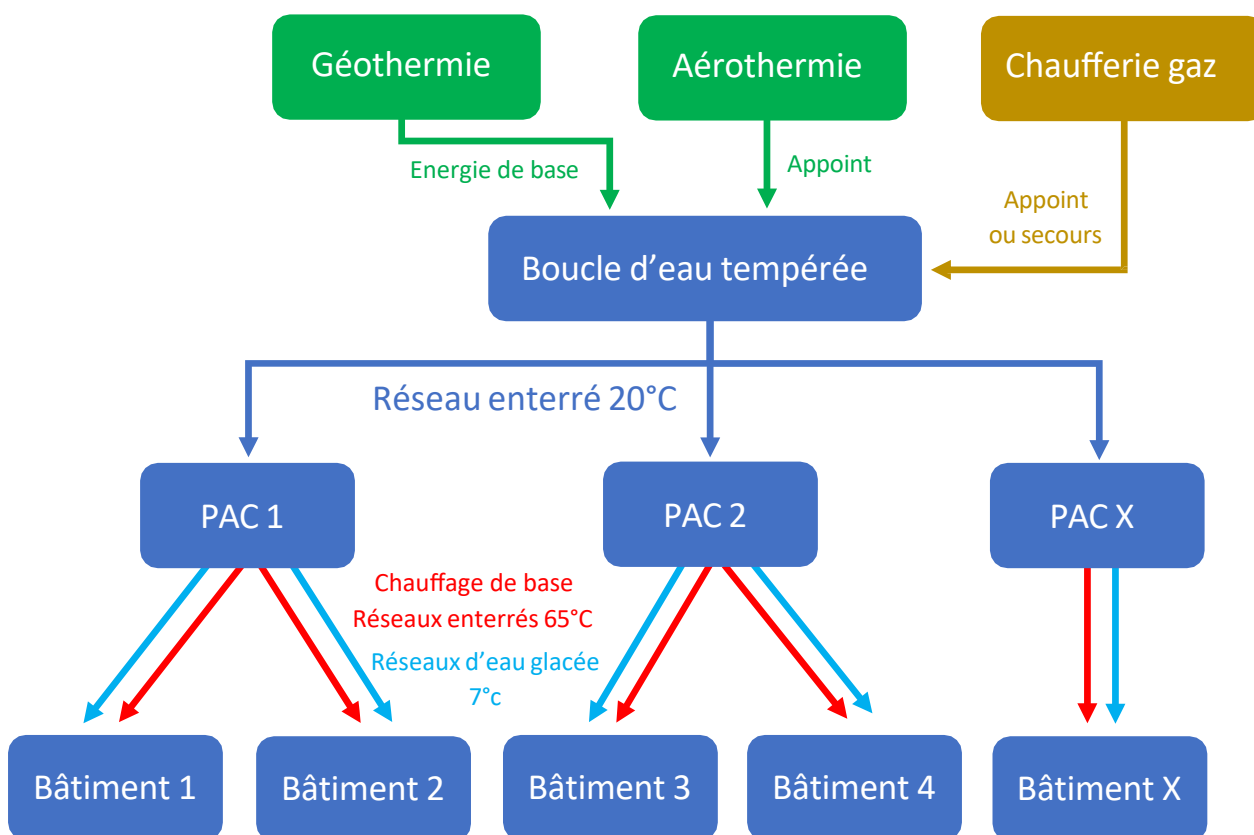 Géothermie
Aérothermie
Chaufferie gaz
Energie de base
Appoint
Appoint
ou secours
Boucle d’eau tempérée
Réseau enterré 20°C
PAC 1
PAC 2
PAC X
Chauffage de base
Réseaux enterrés 65°C
Réseaux d’eau glacée
7°c
Bâtiment 1
Bâtiment 2
Bâtiment 3
Bâtiment 4
Bâtiment X